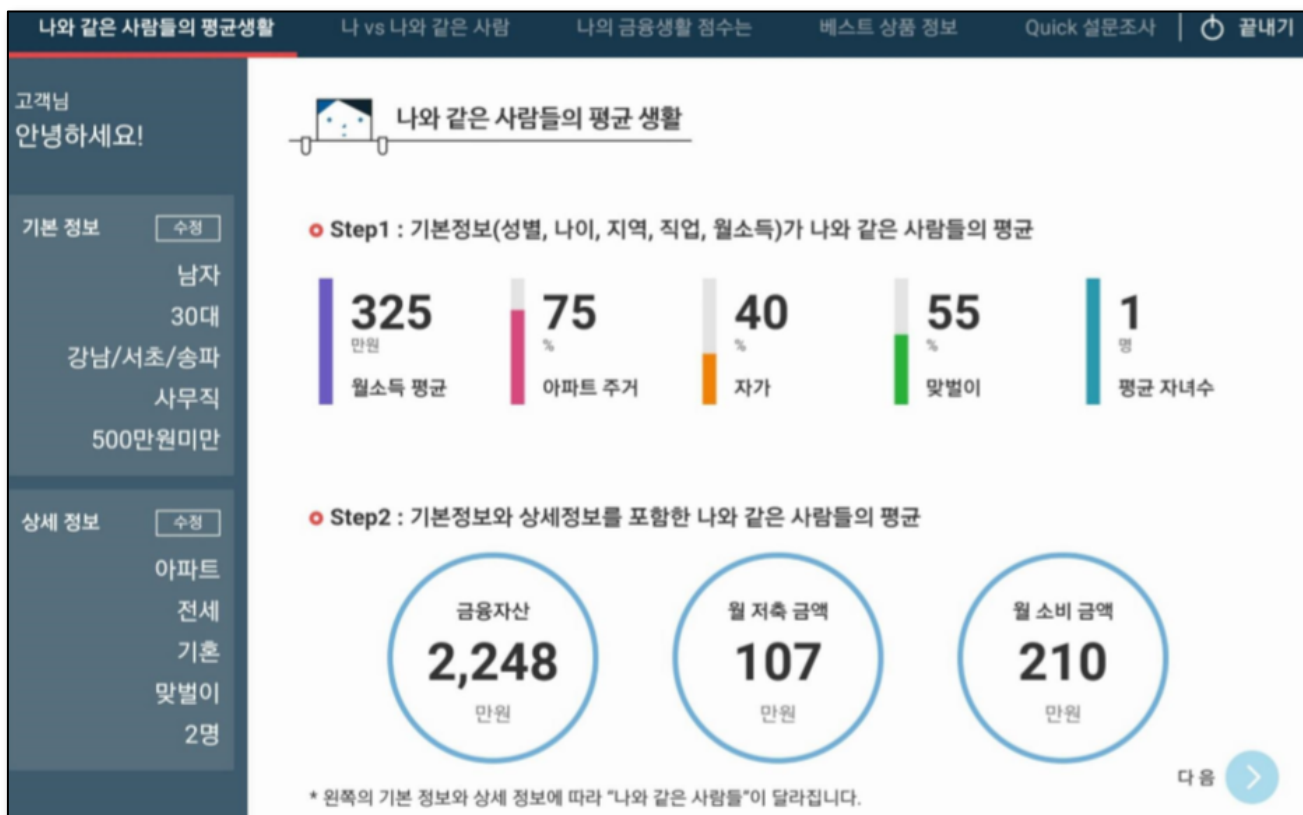 나와 같은 사람들의 평균생활
나 vs 나와 같은 사람
나의 금융생활 점수는
베스트 상품 정보
Quick 설문조사
끝내기
고객님
안녕하세요!
기본 정보
수정
남자
30대
강남/서초/송파
사무직
500만원미만
상세 정보
수정
아파트
전세
기혼
맞벌이
2명
나와 같은 사람들의 평균 생활
Step1 : 기본정보(성별, 나이, 지역, 직업, 월소득)가 나와 같은 사람들의 평균
325
만원
월소득 평균
75
%
아파트 주거
40
%
자가
55
%
맞벌이
1
명
평균 자녀수
Step2 : 기본정보와 상세정보를 포함한 나와 같은 사람들의 평균
금융자산
2,248
만원
월 저축 금액
107
만원
월 소비 금액
210
만원
다음
* 왼쪽의 기본 정보와 상세 정보에 따라 “나와 같은 사람들”이 달라집니다.